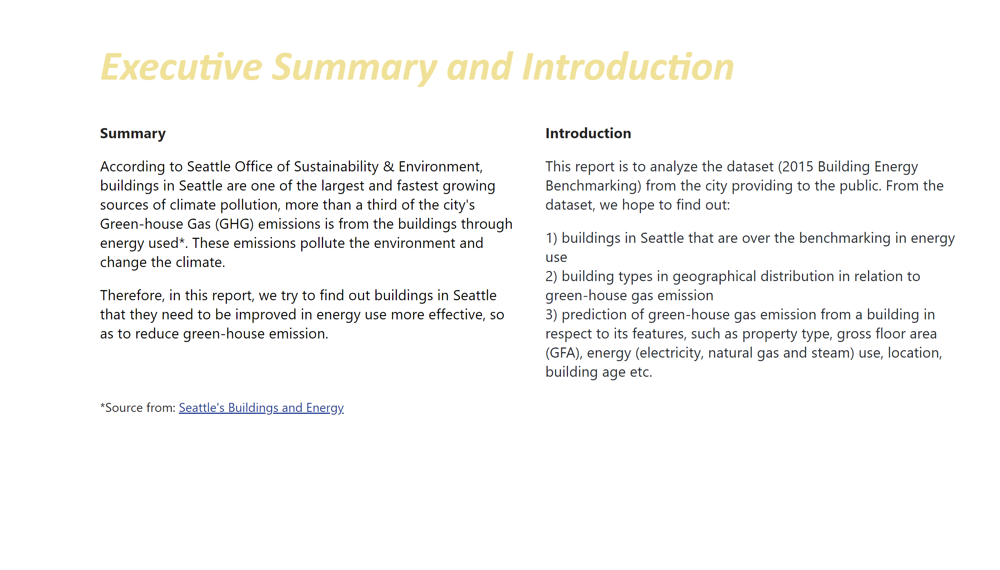 Executive Summary and Introduction
Summary
According to Seattle Office of Sustainability & Environment,
buildings in Seattle are one of the largest and fastest growing
sources of climate pollution, more than a third of the city's
Green-house Gas (GHG) emissions is from the buildings through
energy used*. These emissions pollute the environment and
change the climate.
Therefore, in this report, we try to find out buildings in Seattle
that they need to be improved in energy use more effective, so
as to reduce green-house emission.
*Source from: Seattle's Buildings and Energy
Introduction
This report is to analyze the dataset (2015 Building Energy
Benchmarking) from the city providing to the public. From the
dataset, we hope to find out:
1) buildings in Seattle that are over the benchmarking in energy
use
2) building types in geographical distribution in relation to
green-house gas emission
3) prediction of green-house gas emission from a building in
respect to its features, such as property type, gross floor area
(GFA), energy (electricity, natural gas and steam) use, location,
building age etc.